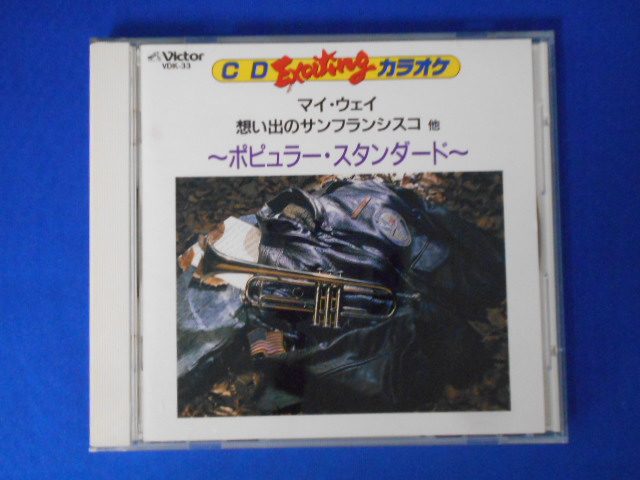 Victor
VDK-33
CD Exciting カラオケ
マイ・ウェイ
想い出のサンフランシスコ 他
〜ポピュラー・スタンダード〜